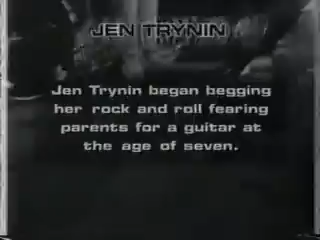 JEN TRYNIN
Jen Trynin began begging
her rock and roll fearing
parents for a guitar at
the age of seven.